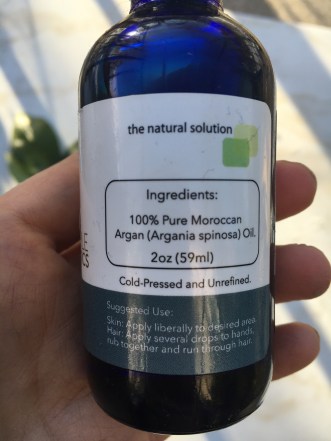 the natural solution
Ingredients:
100% Pure Moroccan
Argan (Argania spinosa) Oil.
2oz (59ml)
Cold-Pressed and Unrefined.
Suggested Use:
Skin: Apply liberally to desired area.
Hair: Apply several drops to hands,
rub together and run through hair.